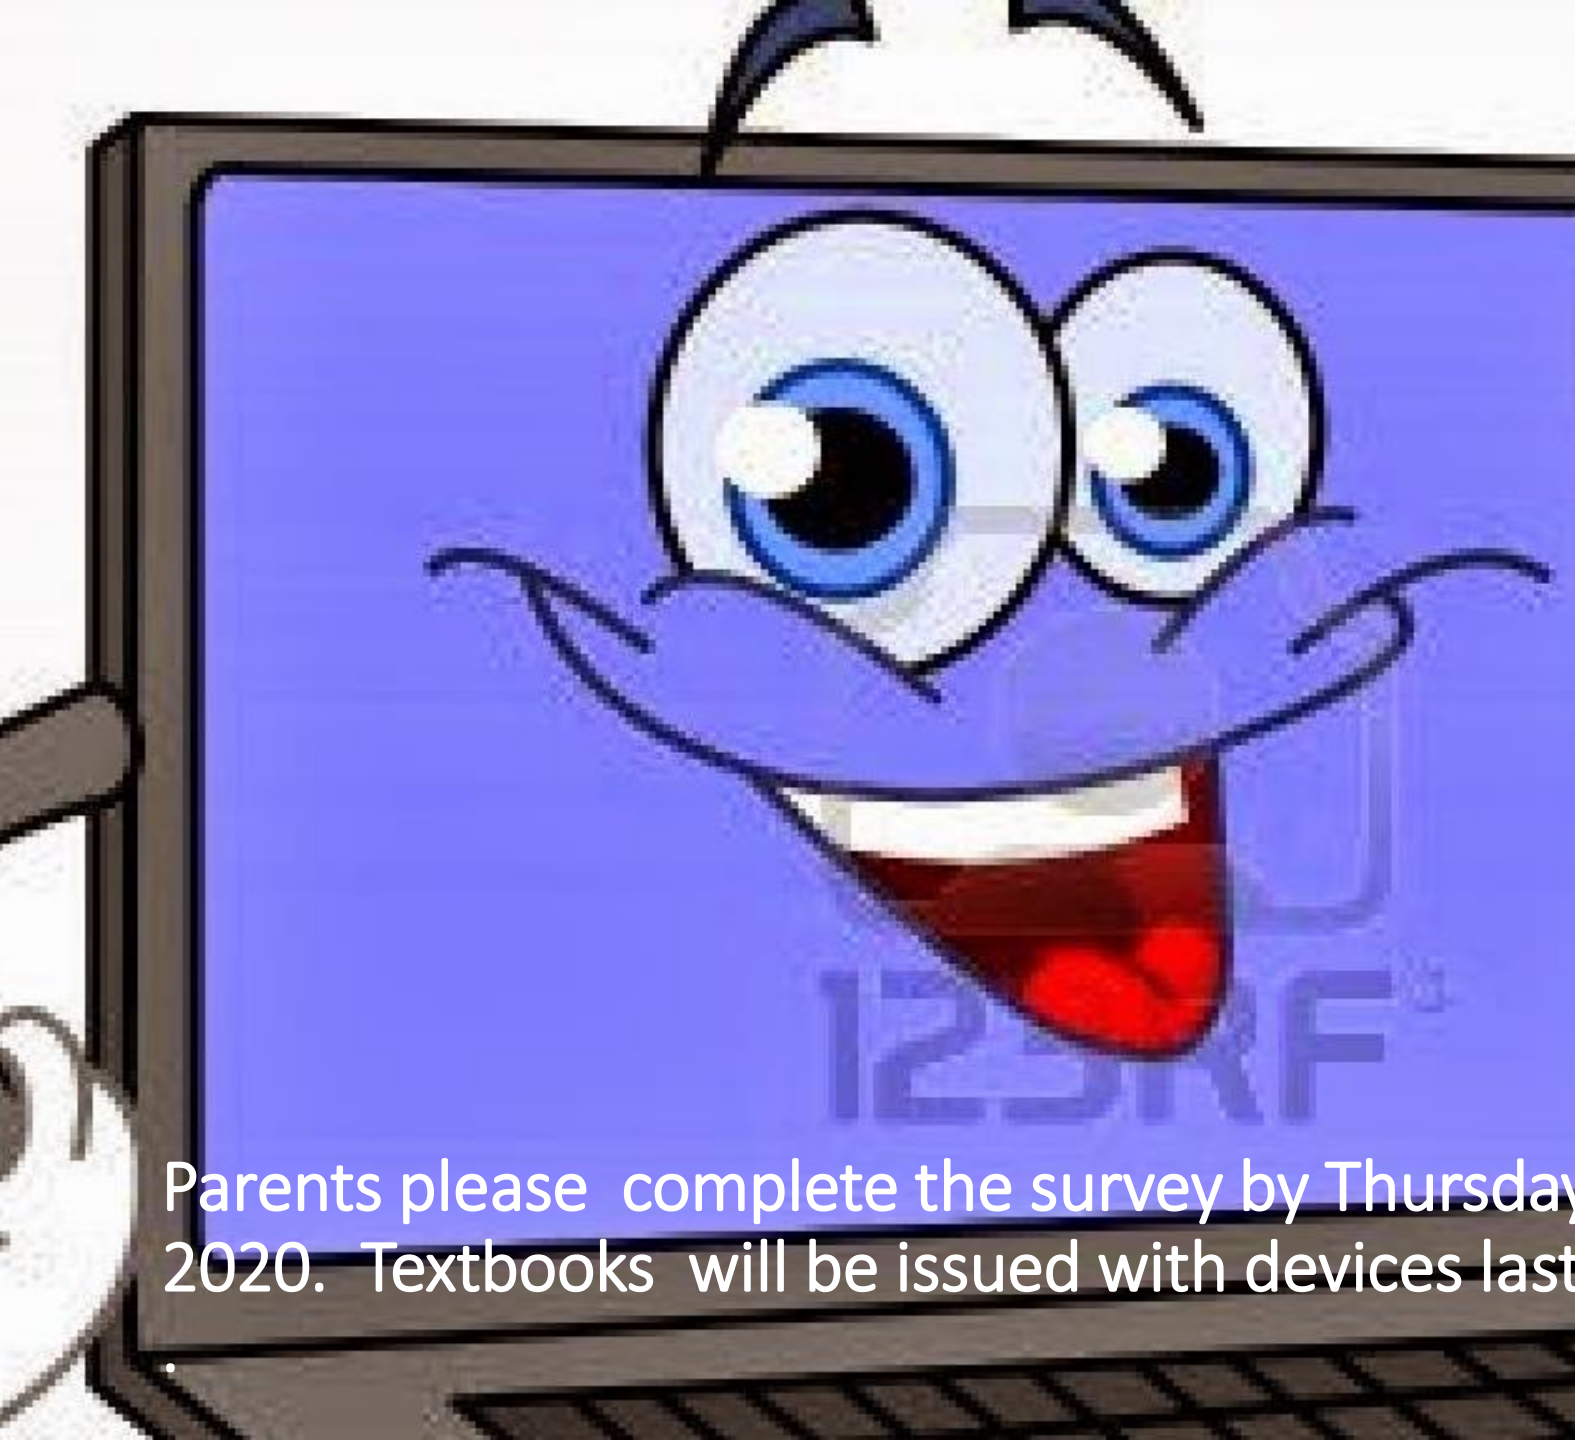 123RF
Parents please  complete the survey by Thursday
2020.  Textbooks  will be issued with devices last
.